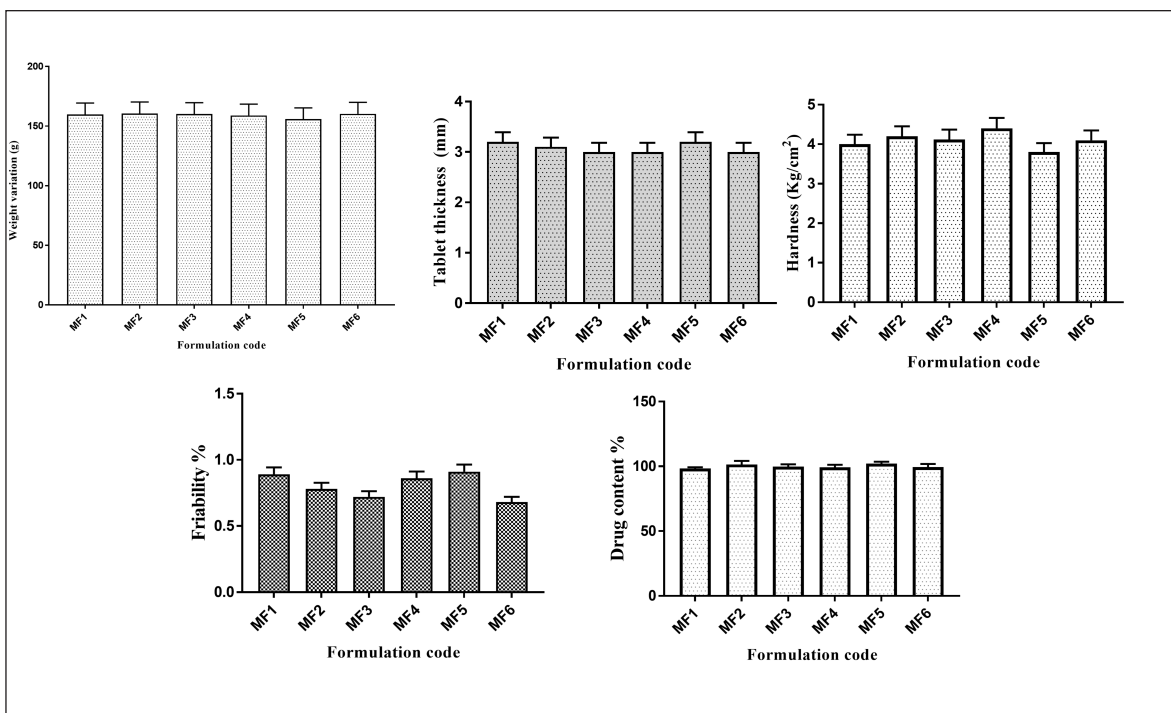 Weight variation (g)
200
150
100
50
0
MF1 MF2 MF3 MF4 MF5 MF6
Formulation code
Tablet thickness (mm)
4
3
2
1
0
MF1 MF2 MF3 MF4 MF5 MF6
Formulation code
Hardness (Kg/cm²)
5
4
3
2
1
0
MF1 MF2 MF3 MF4 MF5 MF6
Formulation code
Friability %
1.5
1.0
0.5
0.0
MF1 MF2 MF3 MF4 MF5 MF6
Formulation code
Drug content %
150
100
50
0
MF1 MF2 MF3 MF4 MF5 MF6
Formulation code